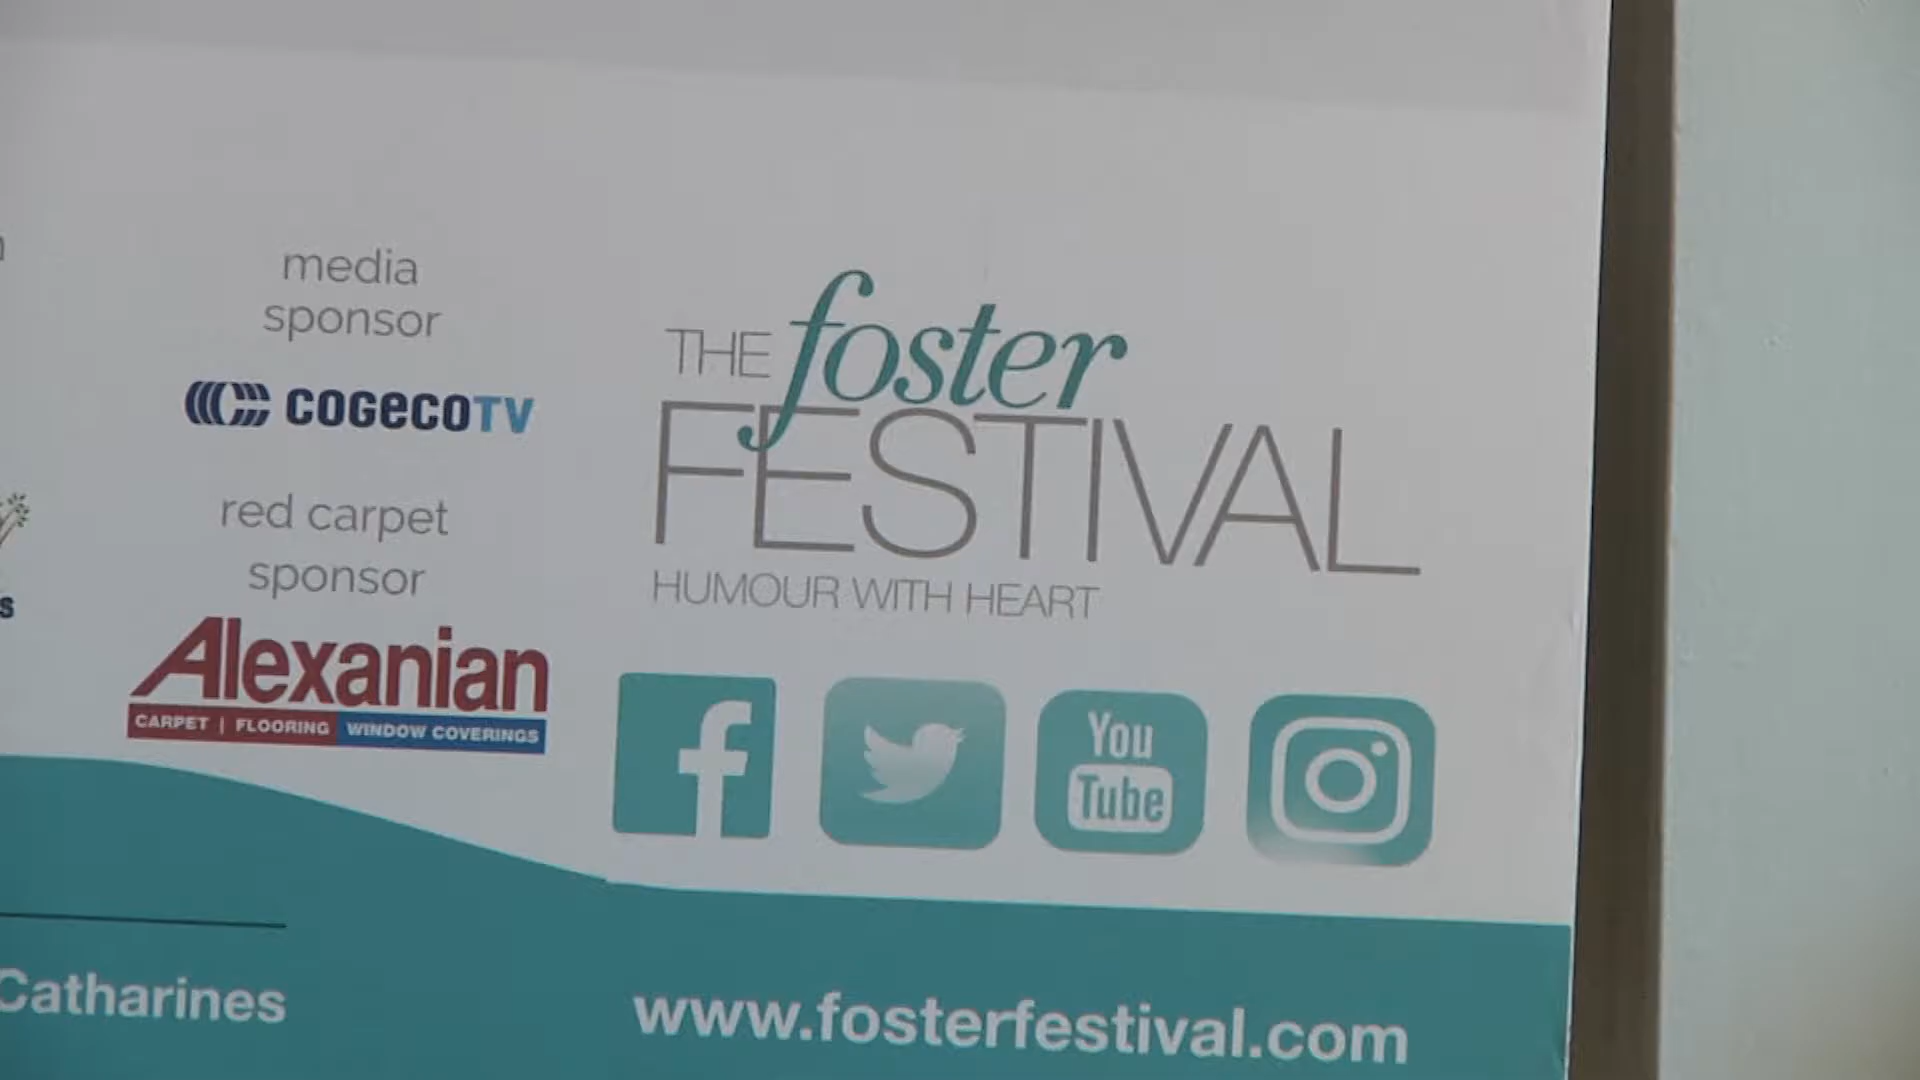 media
sponsor
COGECOTV
red carpet
sponsor
Alexanian
CARPET | FLOORING WINDOW COVERINGS
THE foster
FESTIVAL
HUMOUR WITH HEART
f
You
Tube
Catharines
www.fosterfestival.com